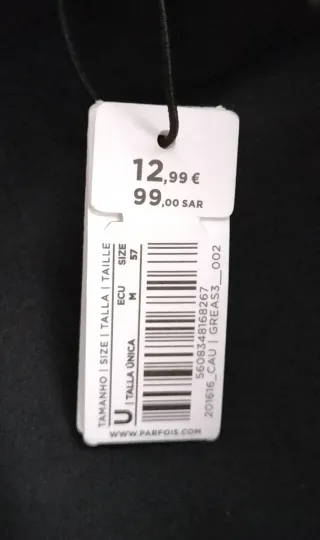 12,99 €
99,00 SAR
TAMANHO | SIZE | TALLA | TAILLE
U | TALLA ÚNICA
ECU SIZE
M 57
5608348168267
201616_CAU | GREAS3__002
WWW.PARFOIS.COM